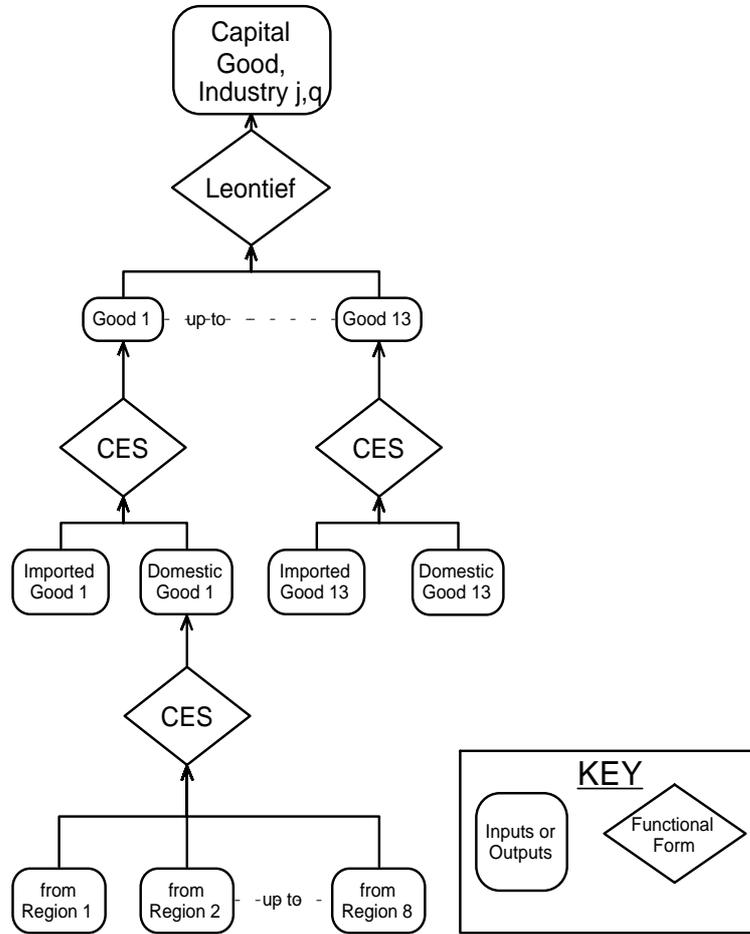 Capital
Good,
Industry j,q
Leontief
Good 1
up to
Good 13
CES
CES
Imported
Good 1
Domestic
Good 1
Imported
Good 13
Domestic
Good 13
CES
KEY
Inputs or
Outputs
Functional
Form
from
Region 1
from
Region 2
up to
from
Region 8